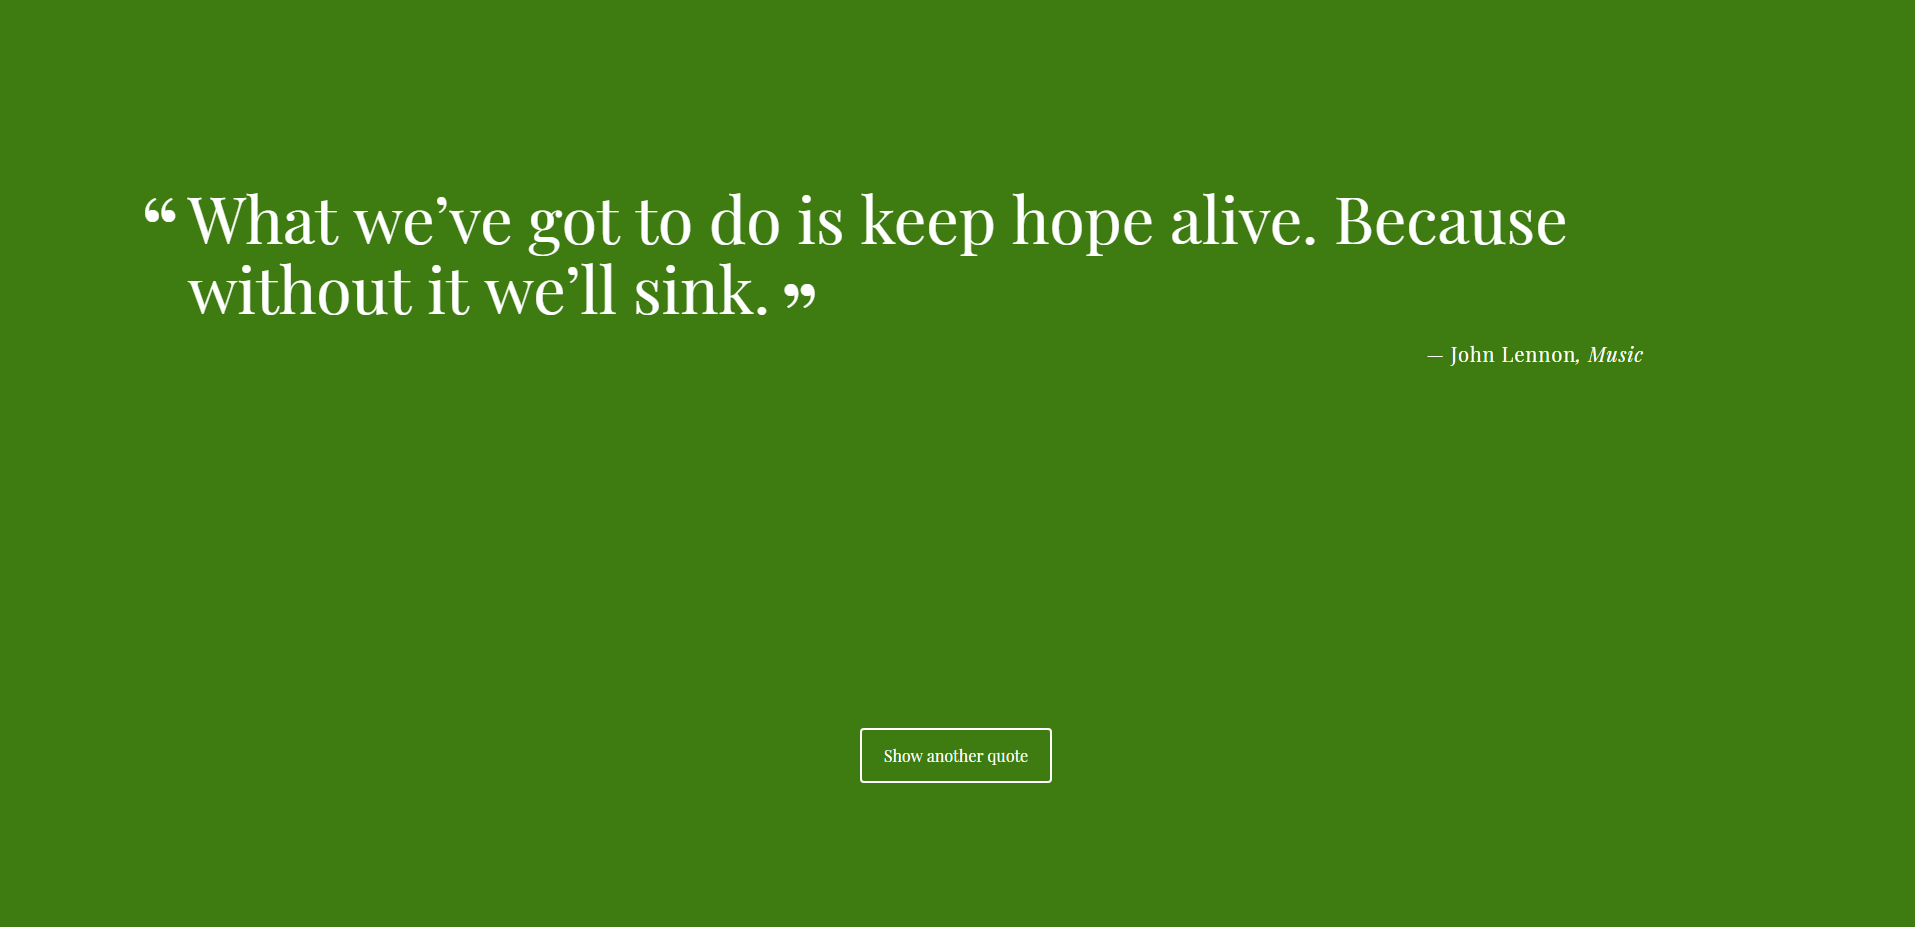 “ What we’ve got to do is keep hope alive. Because
without it we’ll sink. ”
— John Lennon, Music
Show another quote